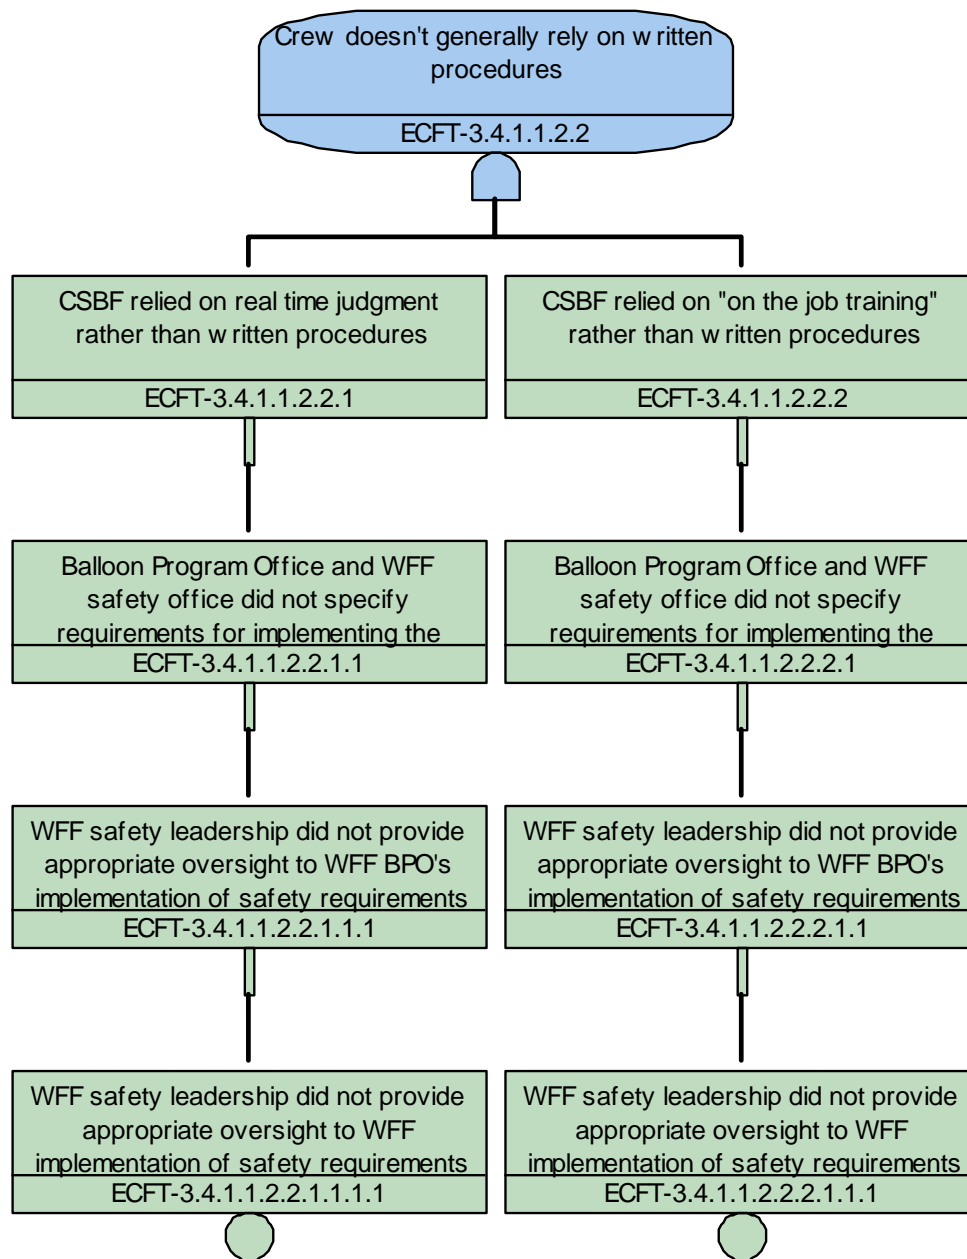 Crew doesn't generally rely on written
procedures
ECFT-3.4.1.1.2.2
CSBF relied on real time judgment
rather than written procedures
ECFT-3.4.1.1.2.2.1
CSBF relied on "on the job training"
rather than written procedures
ECFT-3.4.1.1.2.2.2
Balloon Program Office and WFF
safety office did not specify
requirements for implementing the
ECFT-3.4.1.1.2.2.1.1
Balloon Program Office and WFF
safety office did not specify
requirements for implementing the
ECFT-3.4.1.1.2.2.2.1
WFF safety leadership did not provide
appropriate oversight to WFF BPO's
implementation of safety requirements
ECFT-3.4.1.1.2.2.1.1.1
WFF safety leadership did not provide
appropriate oversight to WFF BPO's
implementation of safety requirements
ECFT-3.4.1.1.2.2.2.1.1
WFF safety leadership did not provide
appropriate oversight to WFF
implementation of safety requirements
ECFT-3.4.1.1.2.2.1.1.1.1
WFF safety leadership did not provide
appropriate oversight to WFF
implementation of safety requirements
ECFT-3.4.1.1.2.2.2.1.1.1